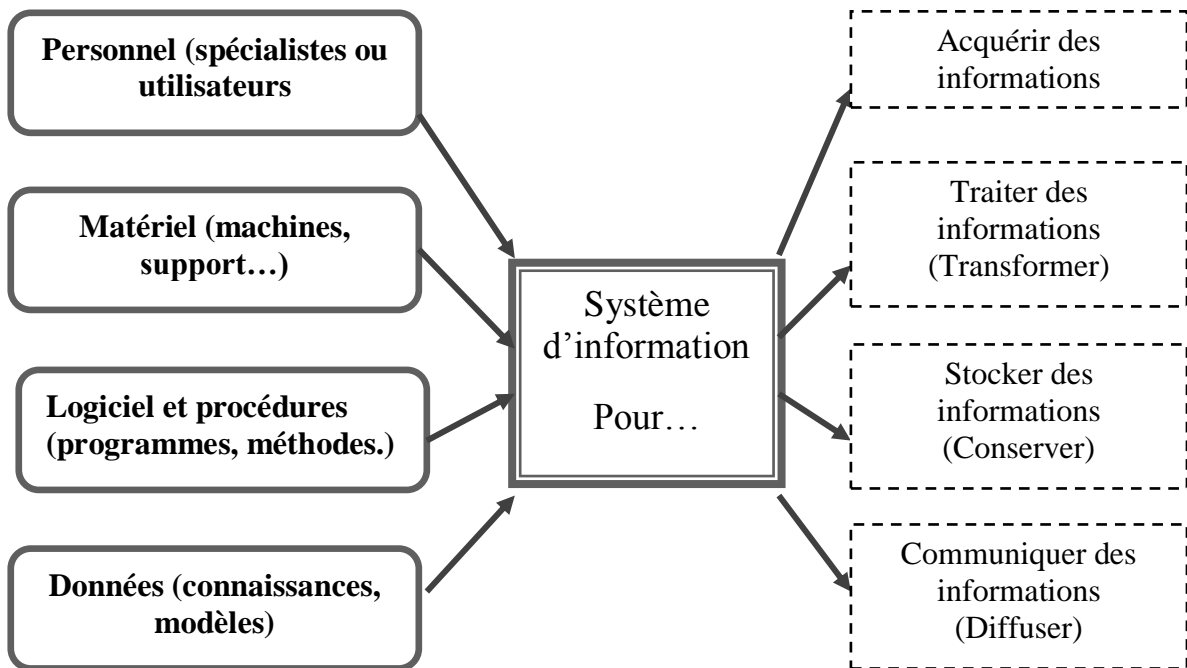 Personnel (spécialistes ou
utilisateurs
Matériel (machines,
support…)
Logiciel et procédures
(programmes, méthodes.)
Données (connaissances,
modèles)
Système
d’information
Pour…
Acquérir des
informations
Traiter des
informations
(Transformer)
Stocker des
informations
(Conserver)
Communiquer des
informations
(Diffuser)